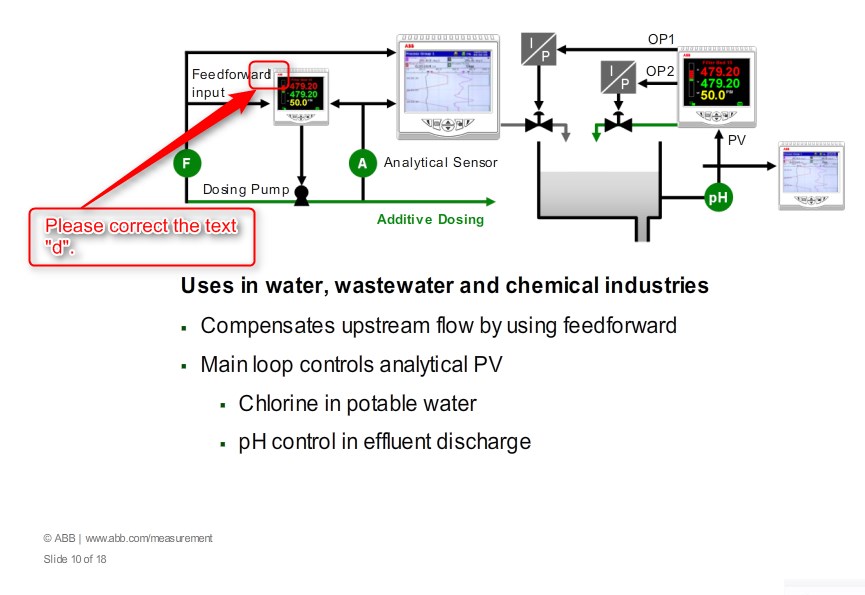 OP1
Feedforward
input
I
P
I
P
OP2
ABB
479.20
479.20
50.0
ABB
479.20
479.20
50.0
PV
F
A
Analytical Sensor
Dosing Pump
pH
Additive Dosing
Please correct the text
"d".
Uses in water, wastewater and chemical industries
▪ Compensates upstream flow by using feedforward
▪ Main loop controls analytical PV
▪ Chlorine in potable water
▪ pH control in effluent discharge
© ABB | www.abb.com/measurement
Slide 10 of 18